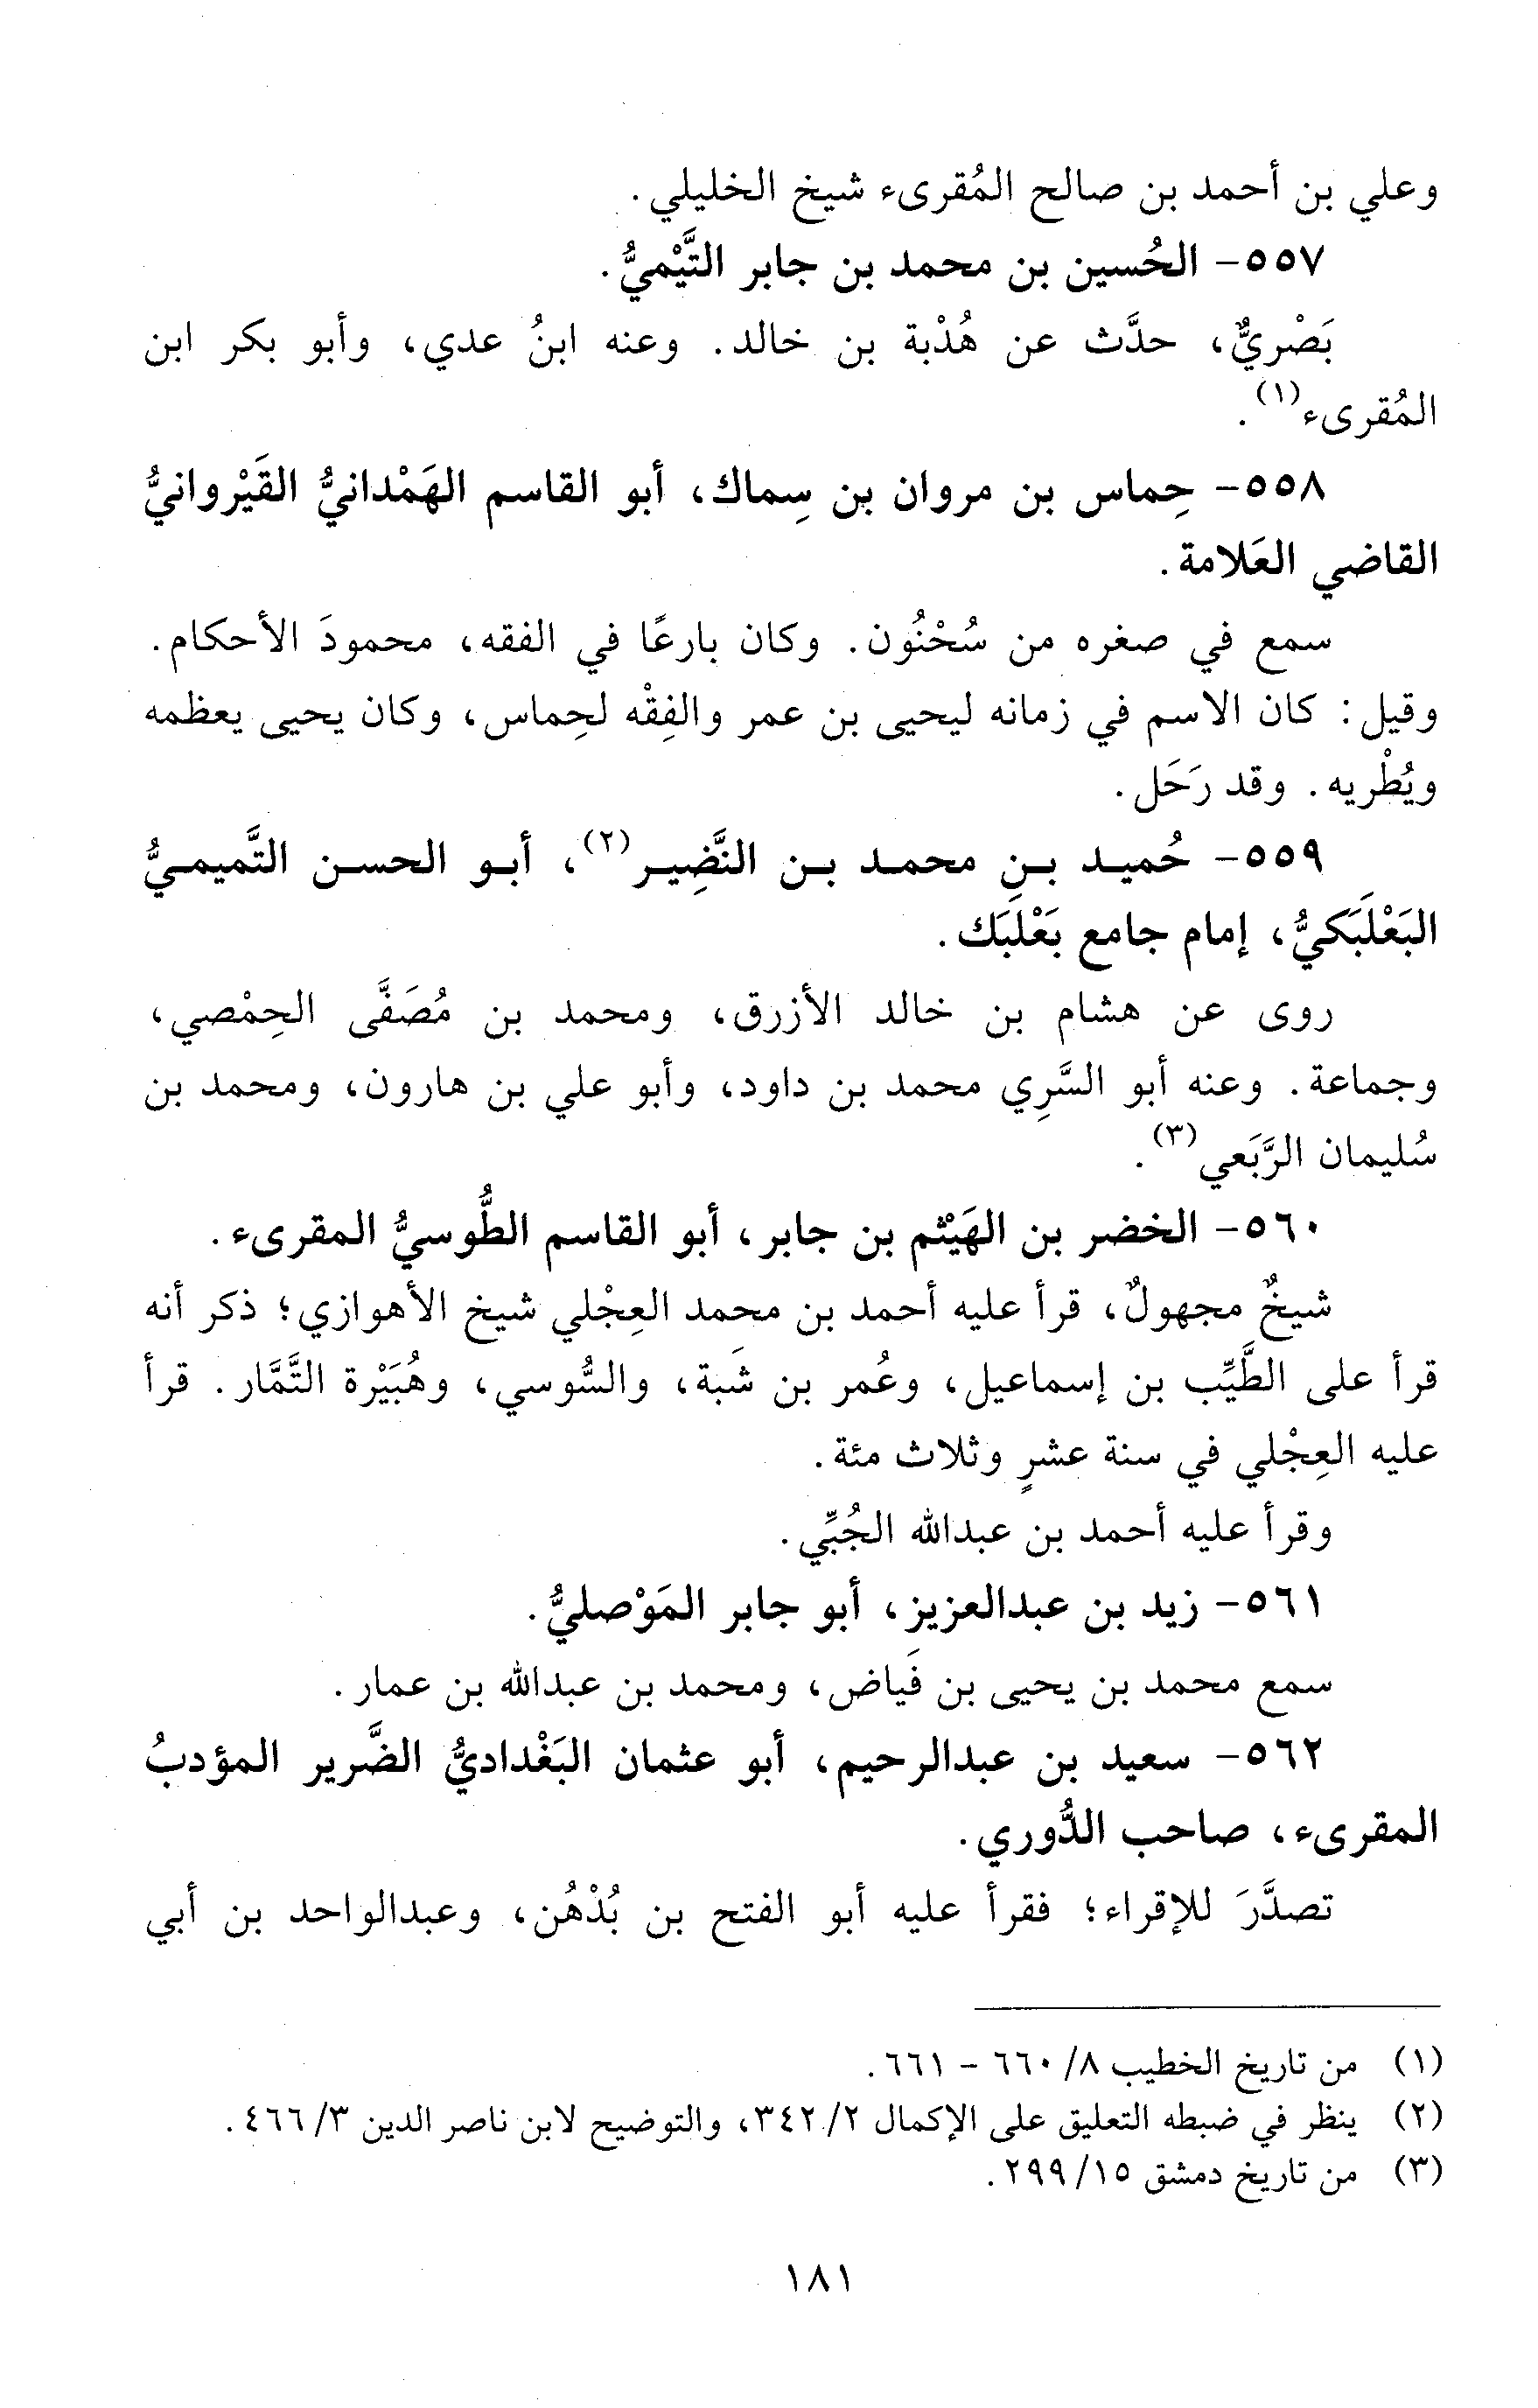 وعلي بن أحمد بن صالح المُقرىء شيخ الخليلي.
٥٥٧- الحُسين بن محمد بن جابر التَّيْميُّ.
بَصْريٌّ، حدَّث عن هُدْبة بن خالد. وعنه ابنُ عدي، وأبو بكر ابن
المُقرىء(١).
٥٥٨- حِماس بن مروان بن سِماك، أبو القاسم الهَمْدانيُّ القَيْروانيُّ
القاضي العَلامة.
سمع في صغره من سُحْنُون. وكان بارعًا في الفقه، محمودَ الأحكام.
وقيل: كان الاسم في زمانه ليحيى بن عمر والفِقْه لحِماس، وكان يحيى يعظمه
ويُطْريه. وقد رَحَل.
٥٥٩- حُميد بن محمد بن النَّضِير(٢)، أبو الحسن التَّميميُّ
البَعْلَبَكيُّ، إمام جامع بَعْلَبَك.
روى عن هشام بن خالد الأزرق، ومحمد بن مُصَفَّى الحِمْصي،
وجماعة. وعنه أبو السَّرِي محمد بن داود، وأبو علي بن هارون، ومحمد بن
سُليمان الرَّبَعي(٣).
٥٦٠- الخضر بن الهَيْثم بن جابر، أبو القاسم الطُّوسيُّ المقرىء.
شيخٌ مجهولٌ، قرأ عليه أحمد بن محمد العِجْلي شيخ الأهوازي؛ ذكر أنه
قرأ على الطَّيِّب بن إسماعيل، وعُمر بن شَبة، والسُّوسي، وهُبَيْرة التَّمَّار. قرأ
عليه العِجْلي في سنة عشرٍ وثلاث مئة.
وقرأ عليه أحمد بن عبدالله الجُبِّي.
٥٦١- زيد بن عبدالعزيز، أبو جابر المَوْصليُّ.
سمع محمد بن يحيى بن فَياض، ومحمد بن عبدالله بن عمار.
٥٦٢- سعيد بن عبدالرحيم، أبو عثمان البَغْداديُّ الضَّرير المؤدبُ
المقرىء، صاحب الدُّوري.
تصدَّرَ للإقراء؛ فقرأ عليه أبو الفتح بن بُدْهُن، وعبدالواحد بن أبي
(١) من تاريخ الخطيب ٨/ ٦٦٠ - ٦٦١.
(٢) ينظر في ضبطه التعليق على الإكمال ٢/ ٣٤٢، والتوضيح لابن ناصر الدين ٣/ ٤٦٦.
(٣) من تاريخ دمشق ١٥/ ٢٩٩.
١٨١